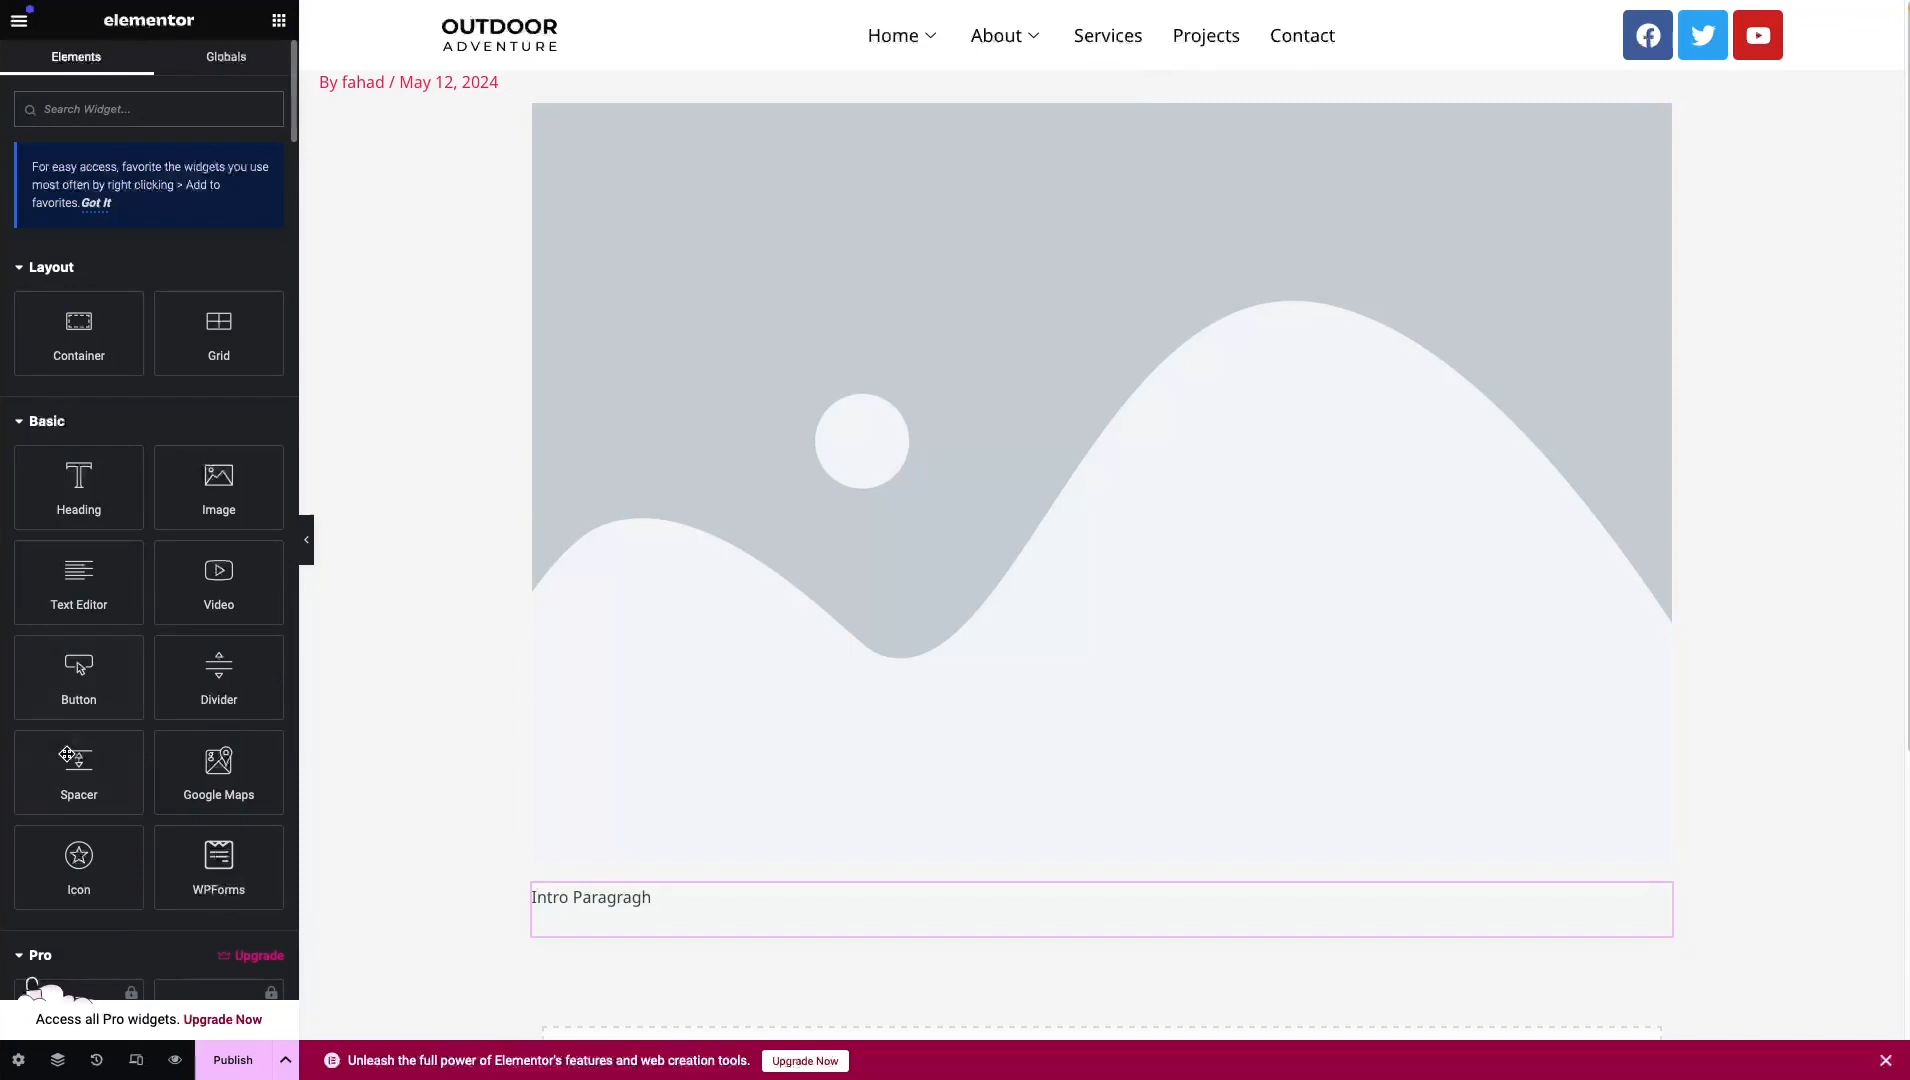 elementor
Elements
Globals
Search Widget...
For easy access, favorite the widgets you use
most often by right clicking > Add to
favorites. Got It
Layout
Container
Grid
Basic
Heading
Image
Text Editor
Video
Button
Divider
Spacer
Google Maps
Icon
WPForms
Pro
Upgrade
Access all Pro widgets. Upgrade Now
Publish
OUTDOOR
ADVENTURE
Home
About
Services
Projects
Contact
By fahad / May 12, 2024
Intro Paragragh
Unleash the full power of Elementor's features and web creation tools.
Upgrade Now